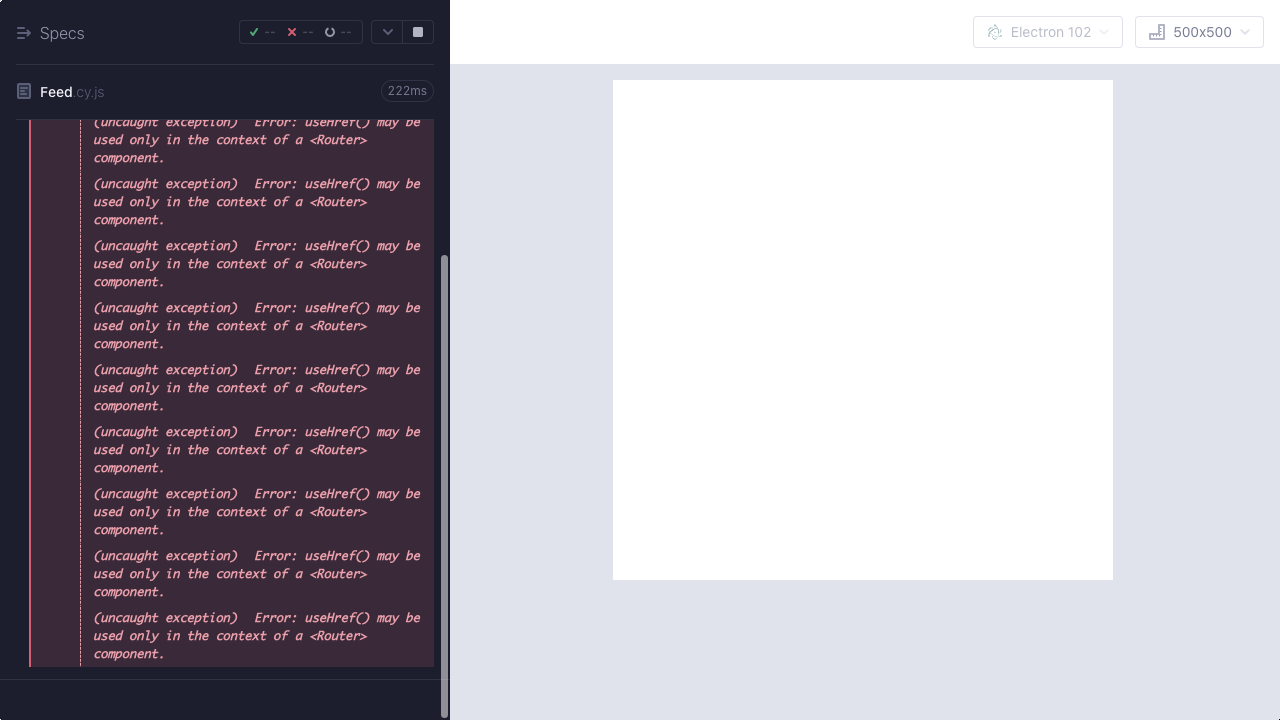 Specs
-- -- --
Electron 102
500x500
Feed.cy.js
222ms
(uncaught exception) Error: useHref() may be
used only in the context of a <Router>
component.
(uncaught exception) Error: useHref() may be
used only in the context of a <Router>
component.
(uncaught exception) Error: useHref() may be
used only in the context of a <Router>
component.
(uncaught exception) Error: useHref() may be
used only in the context of a <Router>
component.
(uncaught exception) Error: useHref() may be
used only in the context of a <Router>
component.
(uncaught exception) Error: useHref() may be
used only in the context of a <Router>
component.
(uncaught exception) Error: useHref() may be
used only in the context of a <Router>
component.
(uncaught exception) Error: useHref() may be
used only in the context of a <Router>
component.
(uncaught exception) Error: useHref() may be
used only in the context of a <Router>
component.